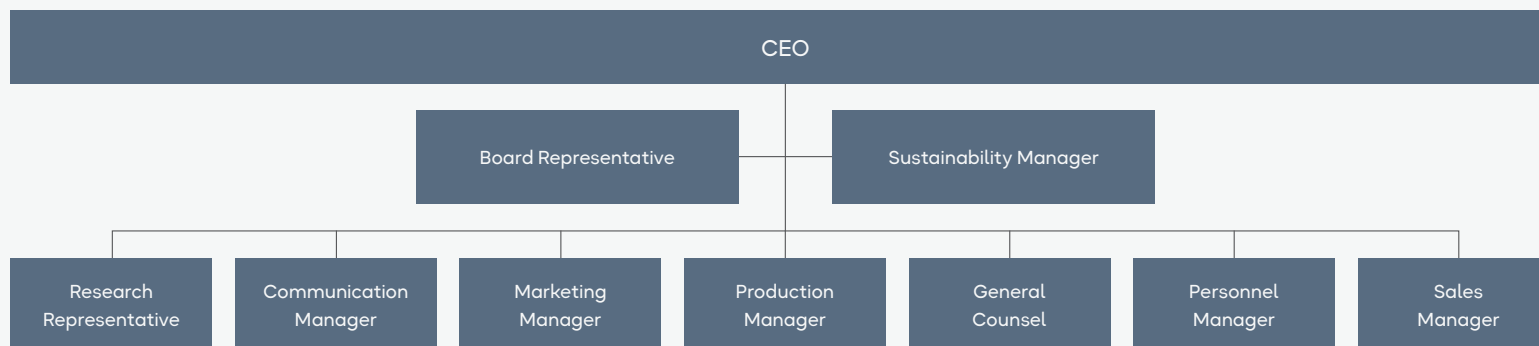 CEO
Board Representative
Sustainability Manager
Research
Representative
Communication
Manager
Marketing
Manager
Production
Manager
General
Counsel
Personnel
Manager
Sales
Manager